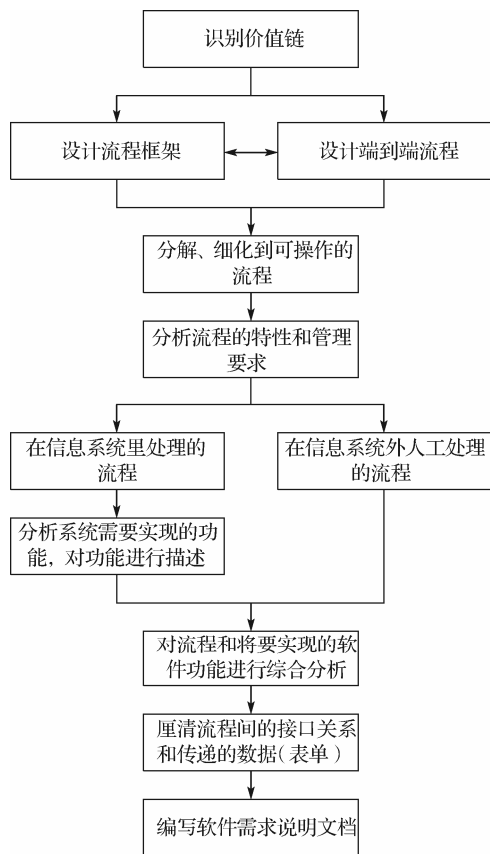 识别价值链
设计流程框架
设计端到端流程
分解、细化到可操作的
流程
分析流程的特性和管理
要求
在信息系统里处理的
流程
在信息系统外人工处理
的流程
分析系统需要实现的功
能，对功能进行描述
对流程和将要实现的软
件功能进行综合分析
厘清流程间的接口关系
和传递的数据（表单）
编写软件需求说明文档